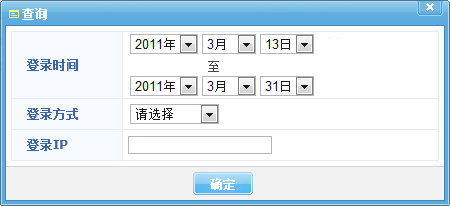 查询
登录时间 2011年 3月 13日
至
2011年 3月 31日
登录方式 请选择
登录IP
确定